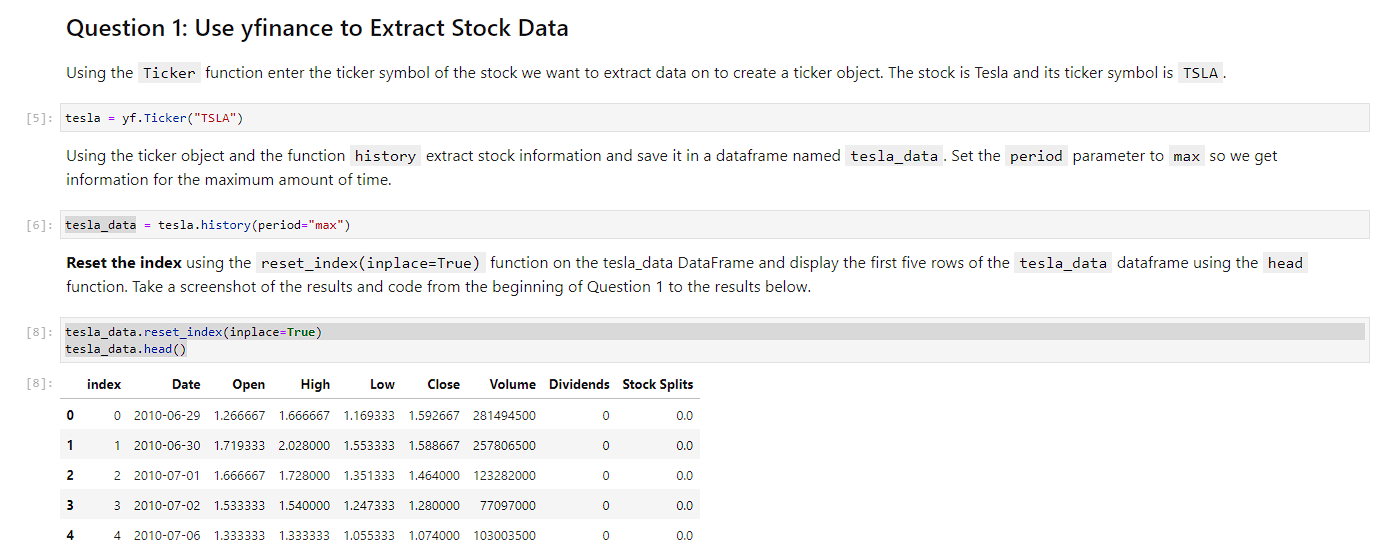 Question 1: Use yfinance to Extract Stock Data
Using the Ticker function enter the ticker symbol of the stock we want to extract data on to create a ticker object. The stock is Tesla and its ticker symbol is TSLA.
[5]: tesla = yf.Ticker("TSLA")
Using the ticker object and the function history extract stock information and save it in a dataframe named tesla_data. Set the period parameter to max so we get
information for the maximum amount of time.
[6]: tesla_data = tesla.history(period="max")
Reset the index using the reset_index(inplace=True) function on the tesla_data DataFrame and display the first five rows of the tesla_data dataframe using the head
function. Take a screenshot of the results and code from the beginning of Question 1 to the results below.
[8]: tesla_data.reset_index(inplace=True)
tesla_data.head()
[8]: index Date Open High Low Close Volume Dividends Stock Splits
0 0 2010-06-29 1.266667 1.666667 1.169333 1.592667 281494500 0 0.0
1 1 2010-06-30 1.719333 2.028000 1.553333 1.588667 257806500 0 0.0
2 2 2010-07-01 1.666667 1.728000 1.351333 1.464000 123282000 0 0.0
3 3 2010-07-02 1.533333 1.540000 1.247333 1.280000 77097000 0 0.0
4 4 2010-07-06 1.333333 1.333333 1.055333 1.074000 103003500 0 0.0